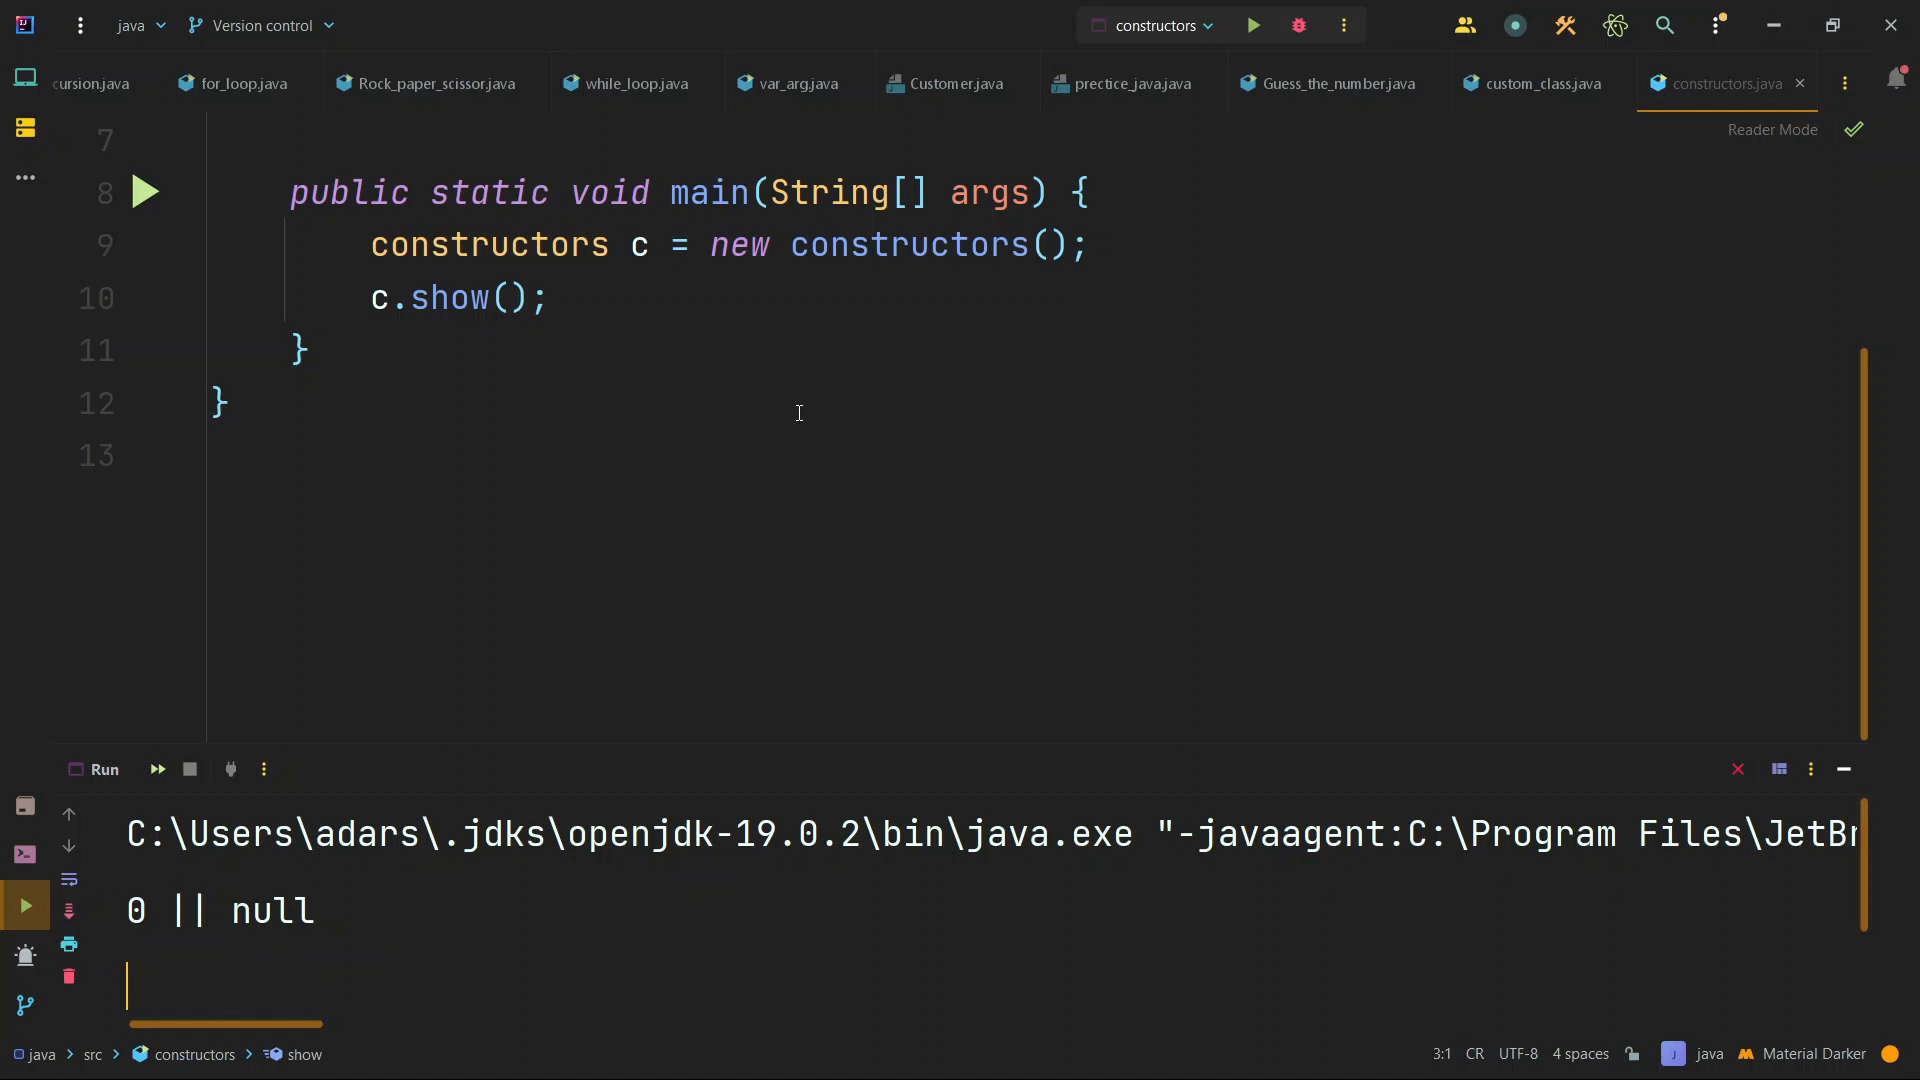 java
Version control
constructors
cursion.java
for_loop.java
Rock_paper_scissor.java
while_loop.java
var_arg.java
Customer.java
prectice_java.java
Guess_the_number.java
custom_class.java
constructors.java
Reader Mode
7
8 public static void main(String[] args) {
9 constructors c = new constructors();
10 c.show();
11 }
12 }
13
Run
C:\Users\adars\.jdks\openjdk-19.0.2\bin\java.exe "-javaagent:C:\Program Files\JetBr
0 || null
java > src > constructors > show
3:1 CR UTF-8 4 spaces java Material Darker